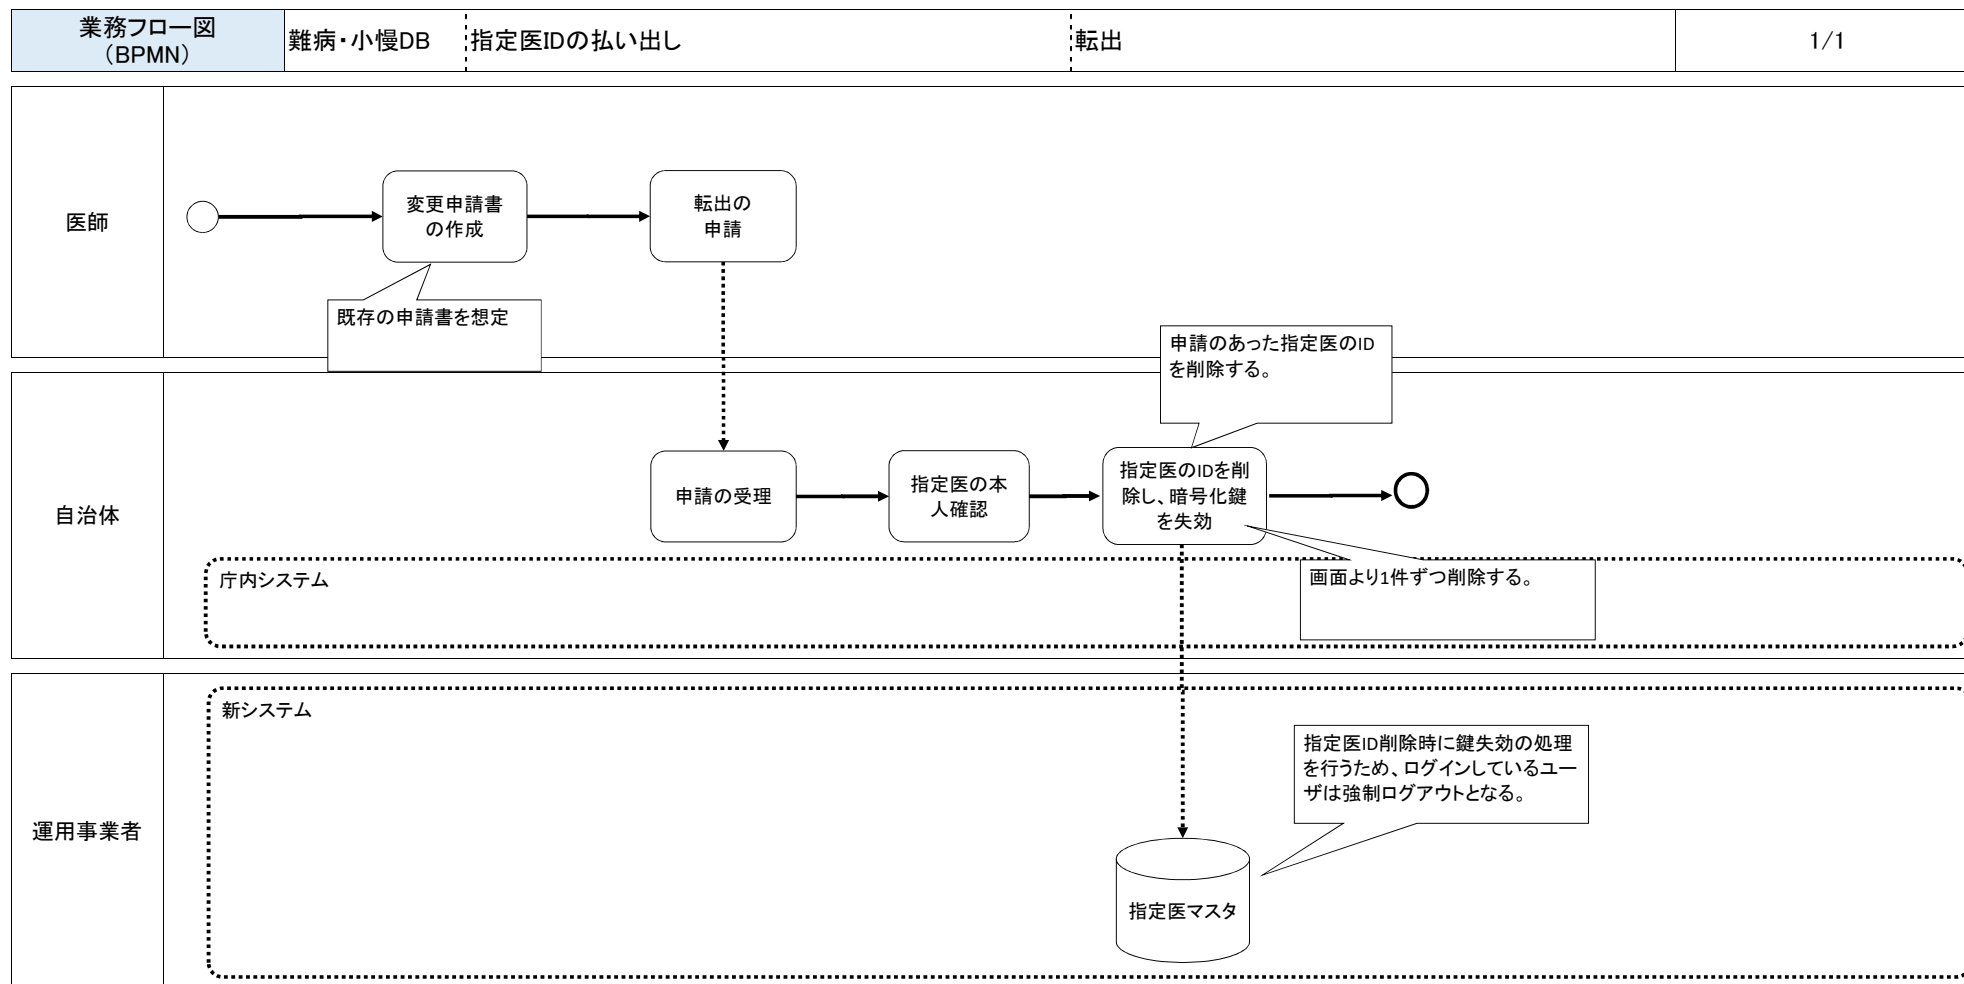 業務フロー図
（BPMN）
難病・小慢DB
指定医IDの払い出し
転出
1/1
医師
変更申請書
の作成
転出の
申請
既存の申請書を想定
申請のあった指定医のID
を削除する。
自治体
申請の受理
指定医の本
人確認
指定医のIDを削
除し、暗号化鍵
を失効
庁内システム
画面より1件ずつ削除する。
運用事業者
新システム
指定医ID削除時に鍵失効の処理
を行うため、ログインしているユー
ザは強制ログアウトとなる。
指定医マスタ